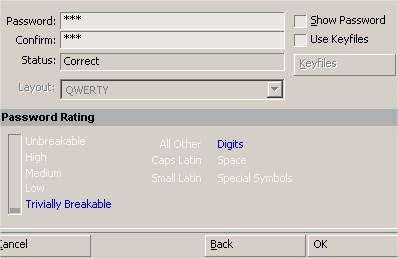 Password: *** Show Password
Confirm: *** Use Keyfiles
Status: Correct Keyfiles
Layout: QWERTY
Password Rating
Unbreakable All Other Digits
High Caps Latin Space
Medium Small Latin Special Symbols
Low
Trivially Breakable
Cancel Back OK